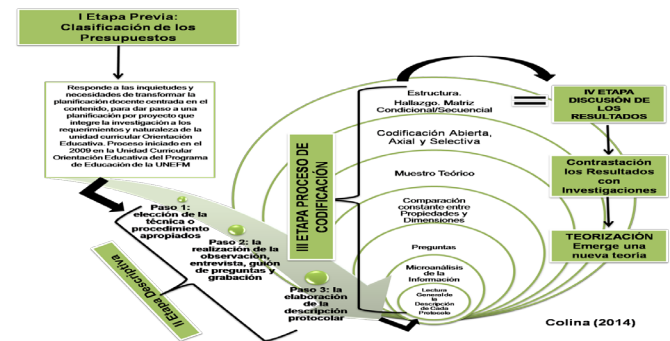 I Etapa Previa:
Clasificación de los
Presupuestos
Responde a las inquietudes y
necesidades de transformar la
planificación docente centrada en el
contenido, para dar paso a una
planificación por proyecto que
integre la investigación a los
requerimientos y naturaleza de la
unidad curricular Orientación
Educativa. Proceso iniciado en el
2009 en la Unidad Curricular
Orientación Educativa del Programa
de Educación de la UNEFM
II Etapa Descriptiva
Paso 1:
elección de la
técnica o
procedimiento
apropiados
Paso 2: la
realización de la
observación,
entrevista, guión
de preguntas y
grabación
Paso 3: la
elaboración
de la
descripción
protocolar
III ETAPA PROCESO DE
CODIFICACIÓN
Estructura.
Hallazgo. Matriz
Condicional/Secuencial
Codificación Abierta,
Axial y Selectiva
Muestro Teórico
Comparación
constante entre
Propiedades y
Dimensiones
Preguntas
Microanálisis
de la
Información
Lectura
General de
Descripción
de Cada
Protocolo
IV ETAPA
DISCUSIÓN DE
LOS
RESULTADOS
Contrastación
los Resultados
con
Investigaciones
TEORIZACIÓN
Emerge una
nueva teoria
Colina (2014)